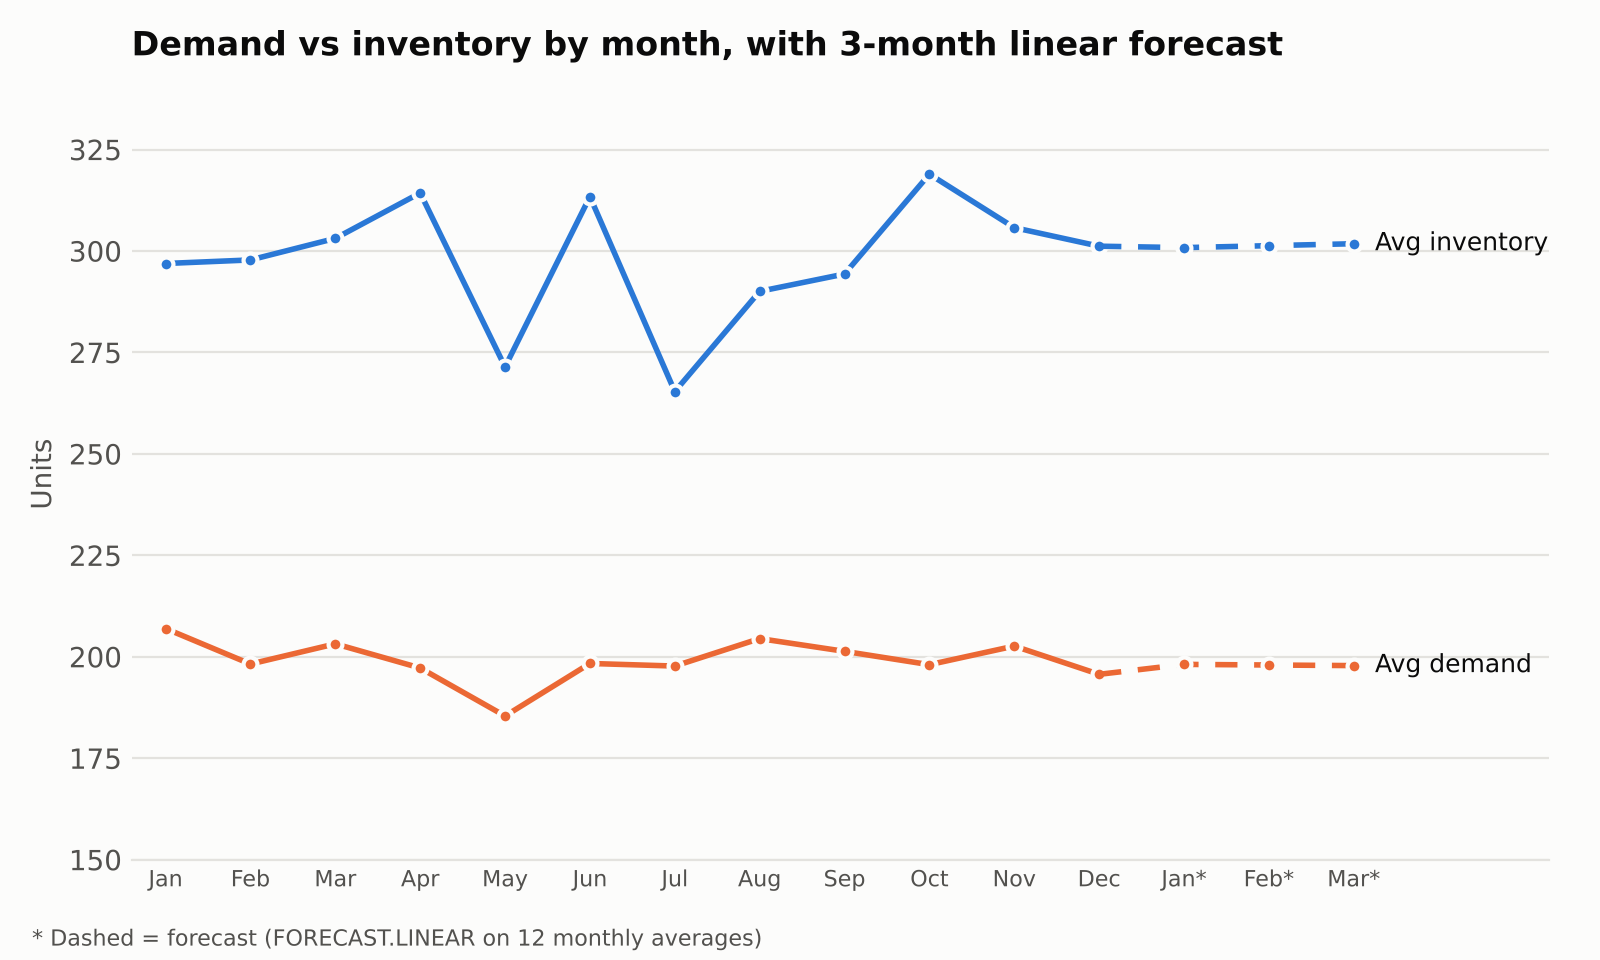 Demand vs inventory by month, with 3-month linear forecast
325
300
275
250
225
200
175
150
Units
Avg inventory
Avg demand
Jan Feb Mar Apr May Jun Jul Aug Sep Oct Nov Dec Jan* Feb* Mar*
* Dashed = forecast (FORECAST.LINEAR on 12 monthly averages)